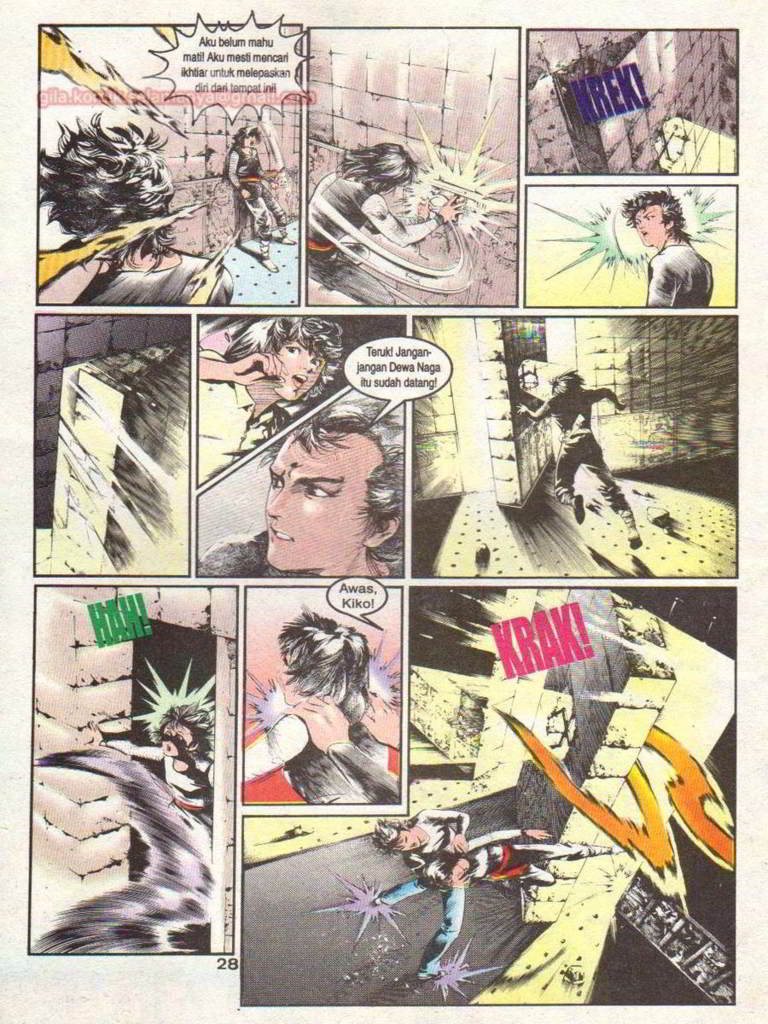 Aku belum mahu
mati! Aku mesti mencari
ikhtiar untuk melepaskan
diri dari tempat ini!
KREK!
Teruk! Jangan-
jangan Dewa Naga
itu sudah datang!
HAH!
Awas,
Kiko!
KRAK!
28